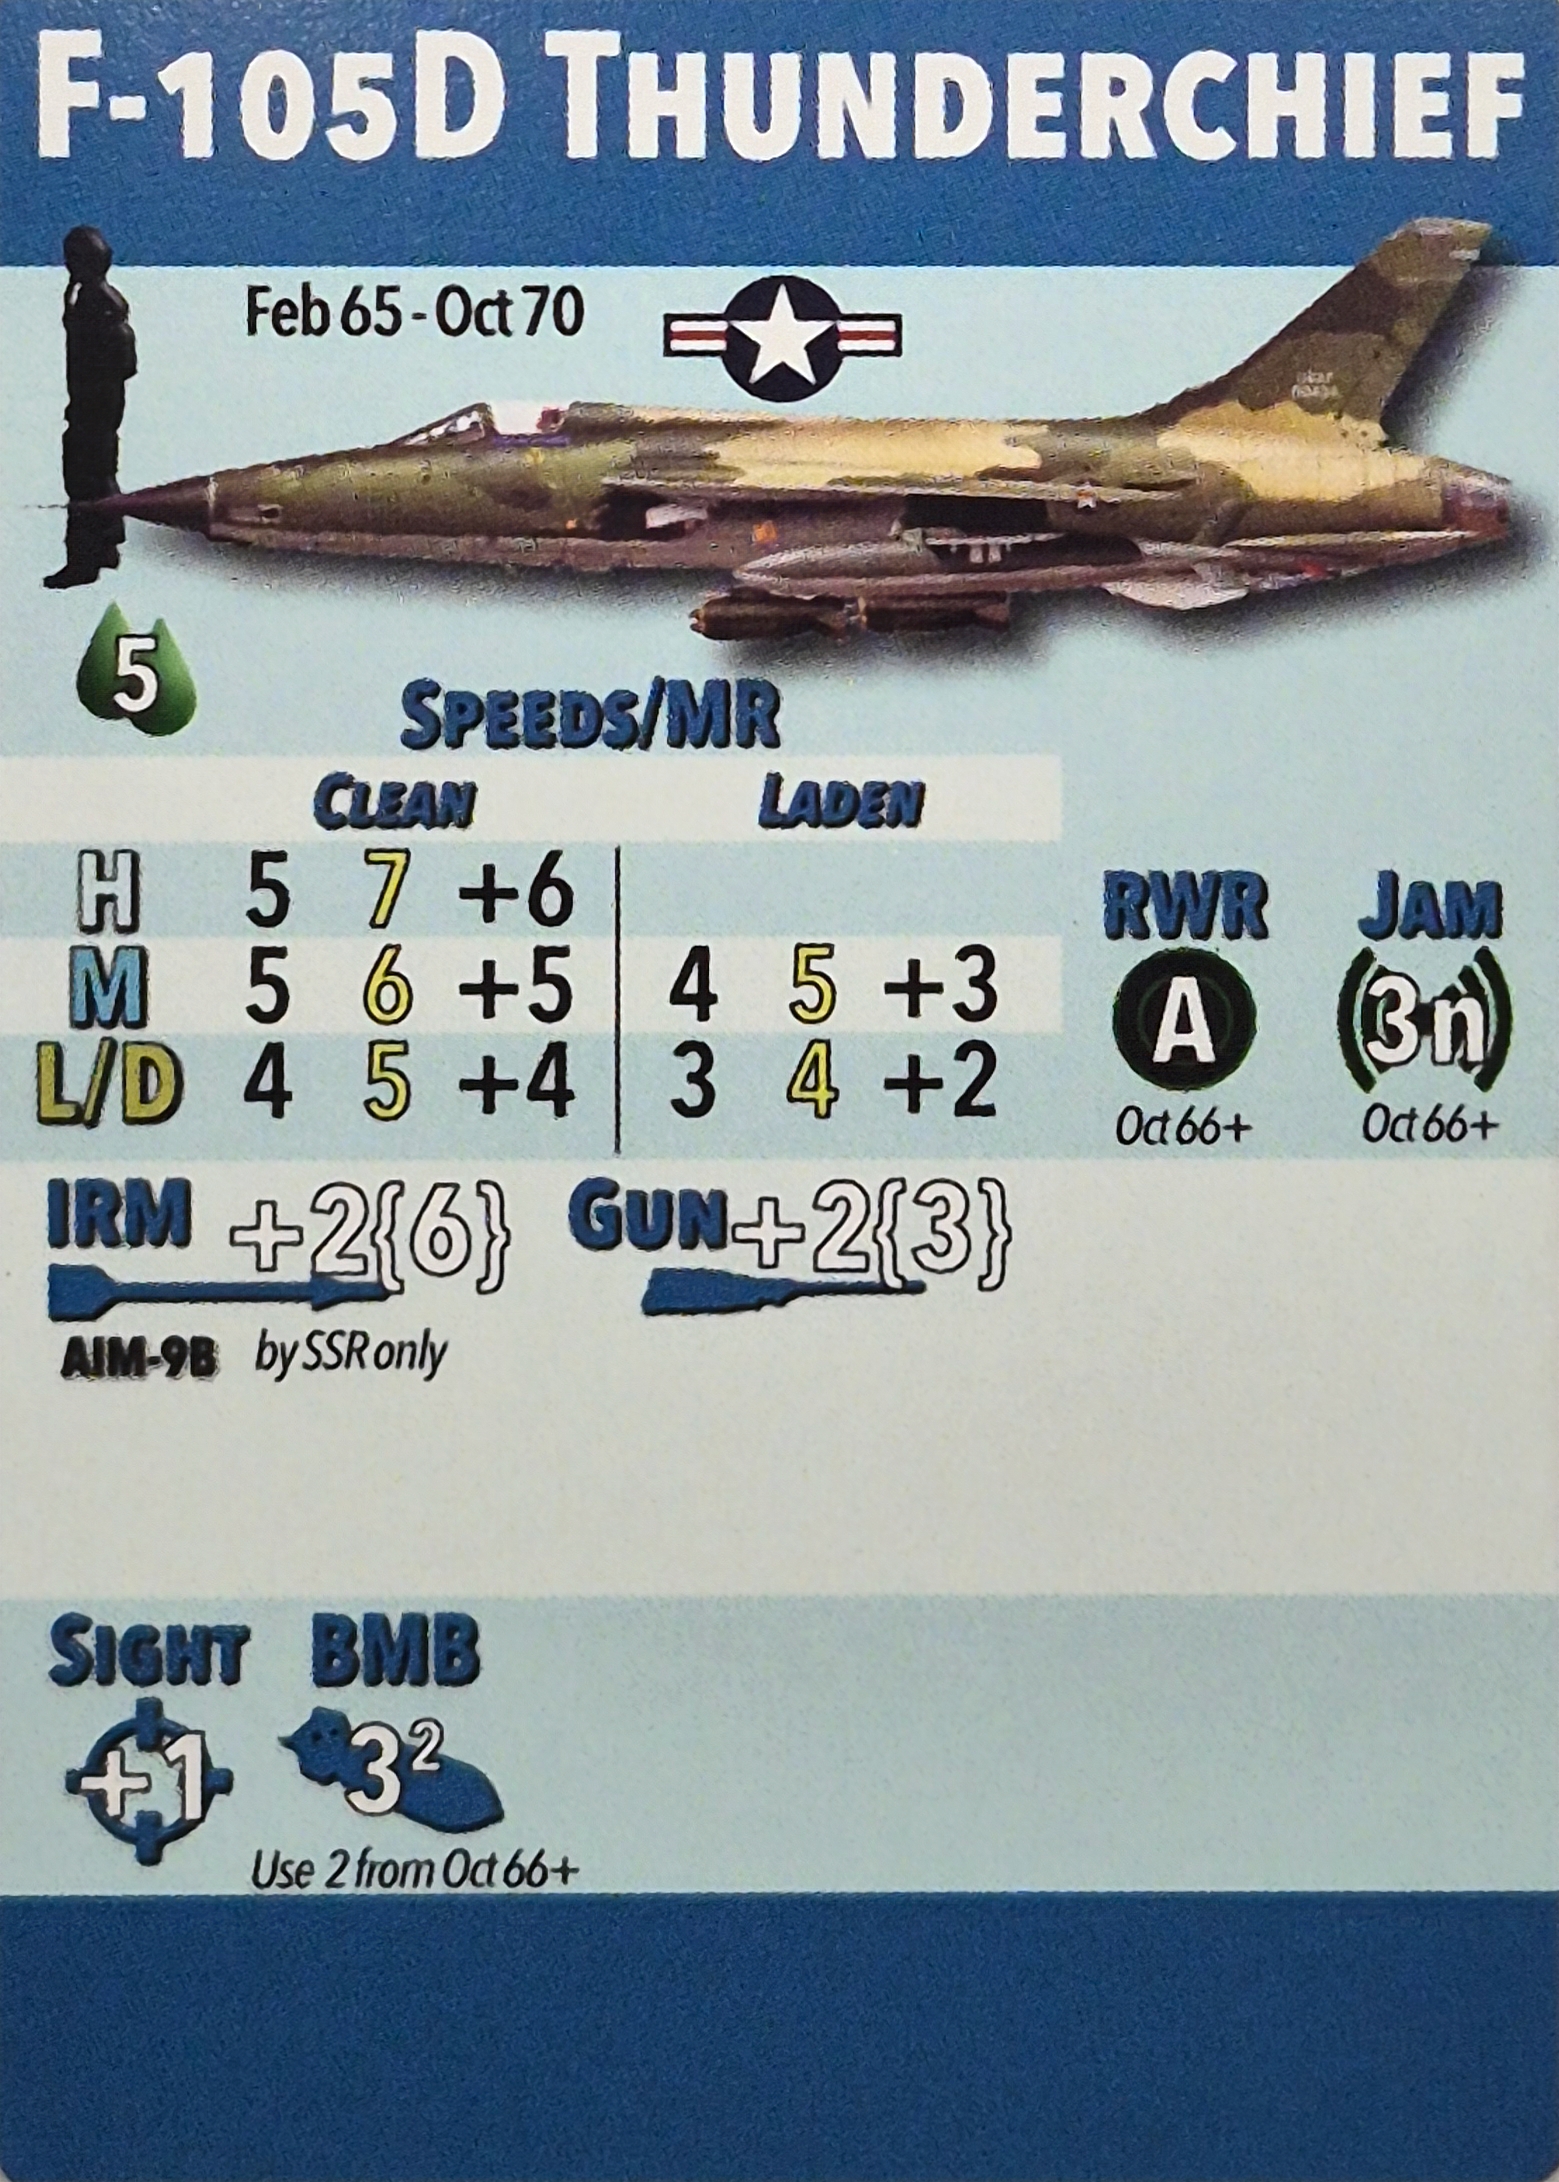 F-105D THUNDERCHIEF
Feb 65 - Oct 70
5
SPEEDS/MR
CLEAN LADEN
H 5 7 +6
M 5 6 +5 4 5 +3
L/D 4 5 +4 3 4 +2
RWR JAM
A (3n)
Oct 66+ Oct 66+
IRM +2{6} GUN +2{3}
AIM-9B by SSR only
SIGHT BMB
+1 3²
Use 2 from Oct 66+